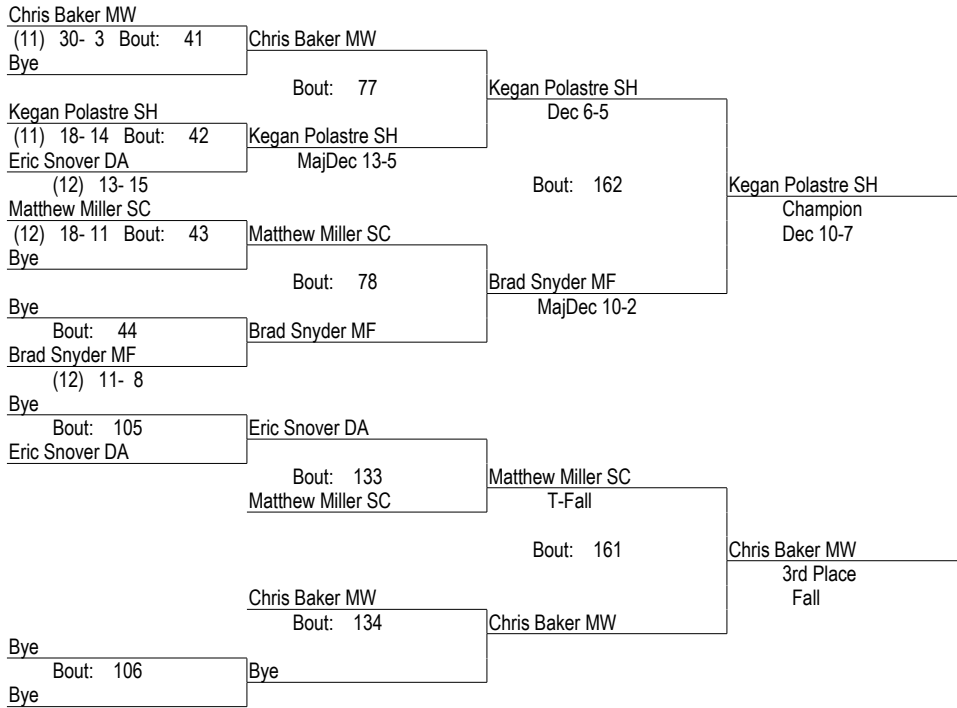 Chris Baker MW
(11) 30- 3 Bout: 41 Chris Baker MW
Bye
Bout: 77 Kegan Polastre SH
Kegan Polastre SH Dec 6-5
(11) 18- 14 Bout: 42 Kegan Polastre SH
Eric Snover DA MajDec 13-5
(12) 13- 15 Bout: 162 Kegan Polastre SH
Matthew Miller SC Champion
(12) 18- 11 Bout: 43 Matthew Miller SC Dec 10-7
Bye
Bout: 78 Brad Snyder MF
Bye MajDec 10-2
Bout: 44 Brad Snyder MF
Brad Snyder MF
(12) 11- 8
Bye
Bout: 105 Eric Snover DA
Eric Snover DA
Bout: 133 Matthew Miller SC
Matthew Miller SC T-Fall
Bout: 161 Chris Baker MW
3rd Place
Chris Baker MW Fall
Bout: 134 Chris Baker MW
Bye
Bout: 106 Bye
Bye